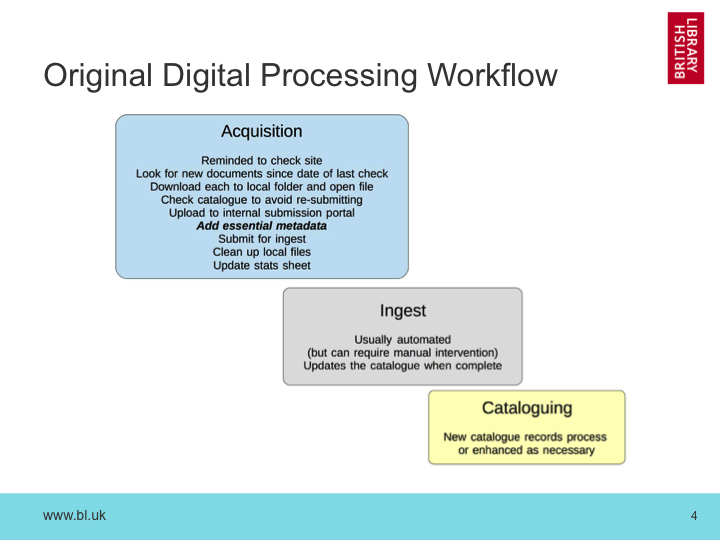 BRITISH
LIBRARY
Original Digital Processing Workflow
Acquisition
Reminded to check site
Look for new documents since date of last check
Download each to local folder and open file
Check catalogue to avoid re-submitting
Upload to internal submission portal
Add essential metadata
Submit for ingest
Clean up local files
Update stats sheet
Ingest
Usually automated
(but can require manual intervention)
Updates the catalogue when complete
Cataloguing
New catalogue records process
or enhanced as necessary
www.bl.uk
4